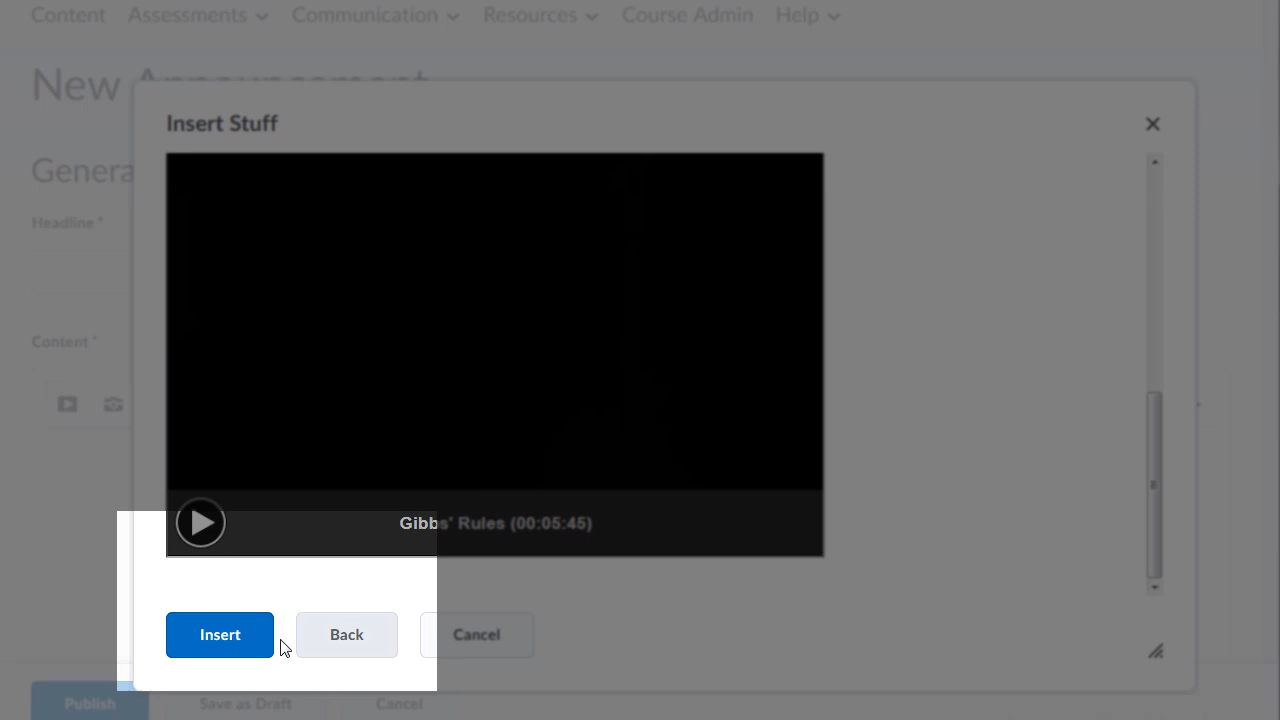 Content Assessments Communication Resources Course Admin Help
New Announcement
Insert Stuff
General
Headline *
Content *
Gibbs' Rules (00:05:45)
Insert Back Cancel
Publish Save as Draft Cancel